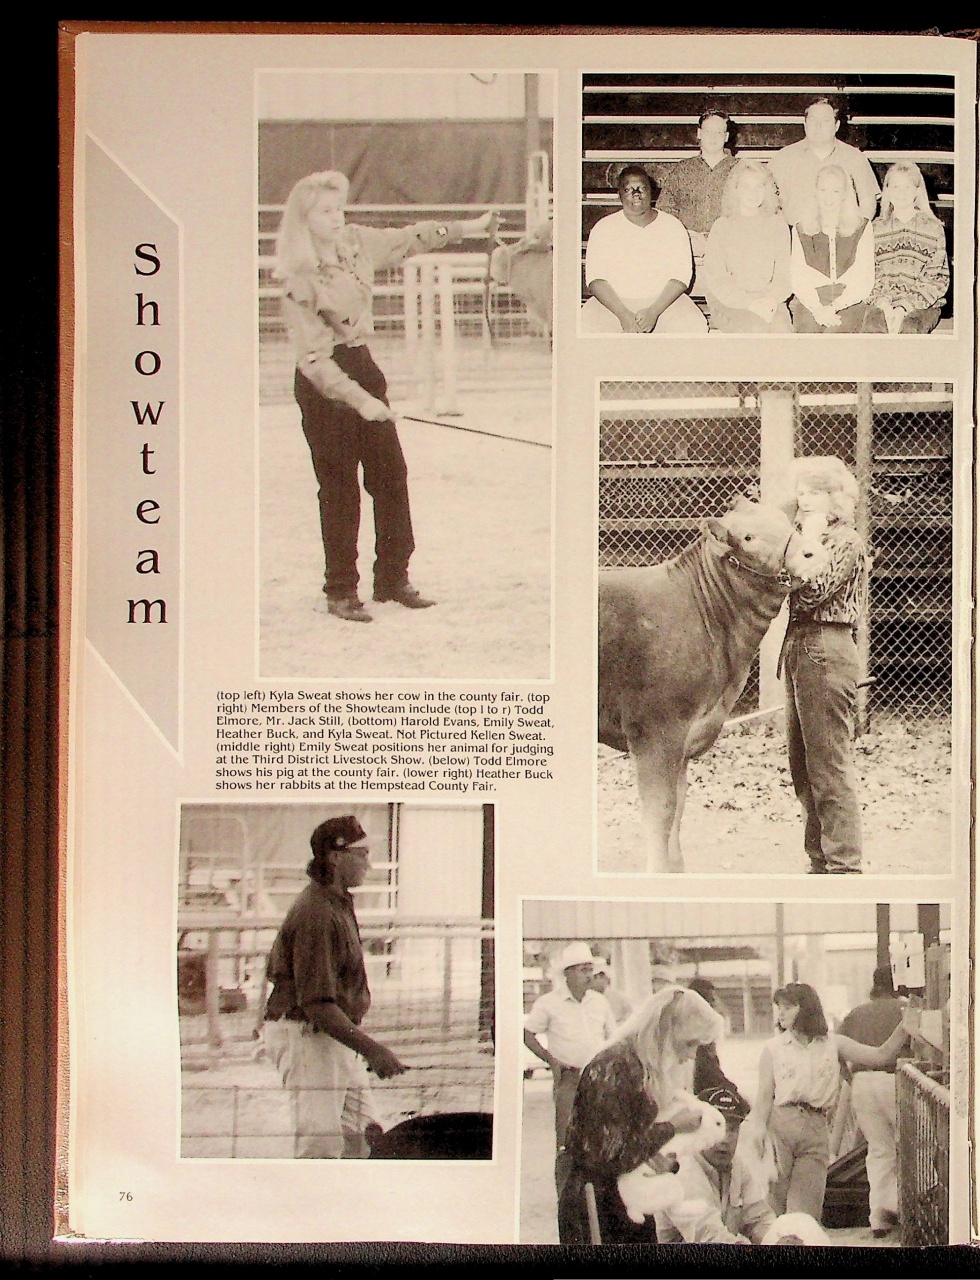 Showteam
(top left) Kyla Sweat shows her cow in the county fair. (top
right) Members of the Showteam include (top l to r) Todd
Elmore, Mr. Jack Still, (bottom) Harold Evans, Emily Sweat,
Heather Buck, and Kyla Sweat. Not Pictured Kellen Sweat.
(middle right) Emily Sweat positions her animal for judging
at the Third District Livestock Show. (below) Todd Elmore
shows his pig at the county fair. (lower right) Heather Buck
shows her rabbits at the Hempstead County Fair.
76